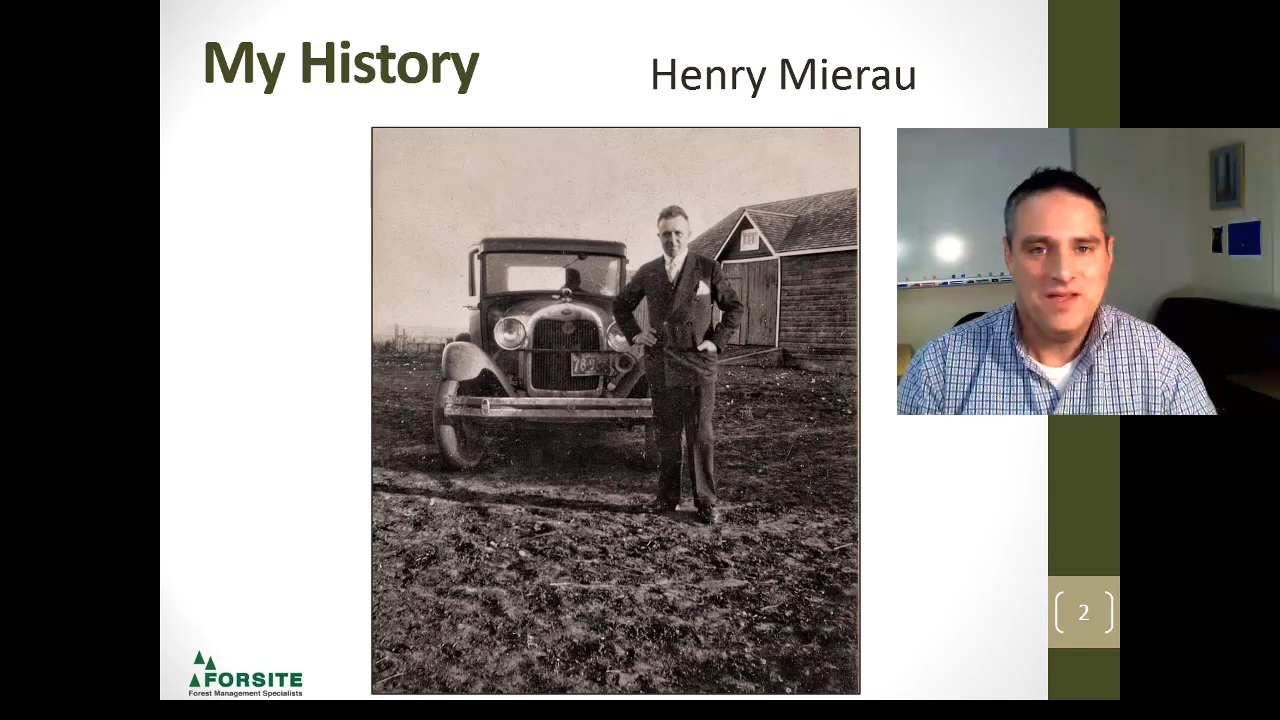 My History
Henry Mierau
2
FORSITE
Forest Management Specialists